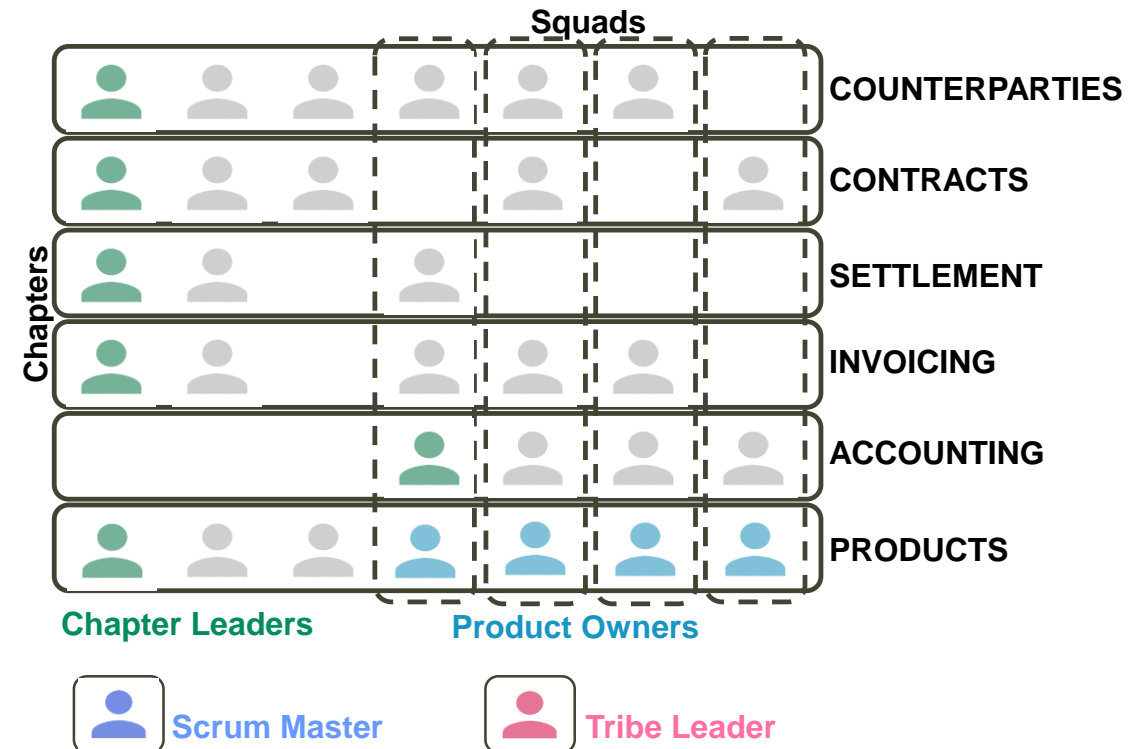 Squads
COUNTERPARTIES
CONTRACTS
SETTLEMENT
Chapters
INVOICING
ACCOUNTING
PRODUCTS
Chapter Leaders
Product Owners
Scrum Master
Tribe Leader